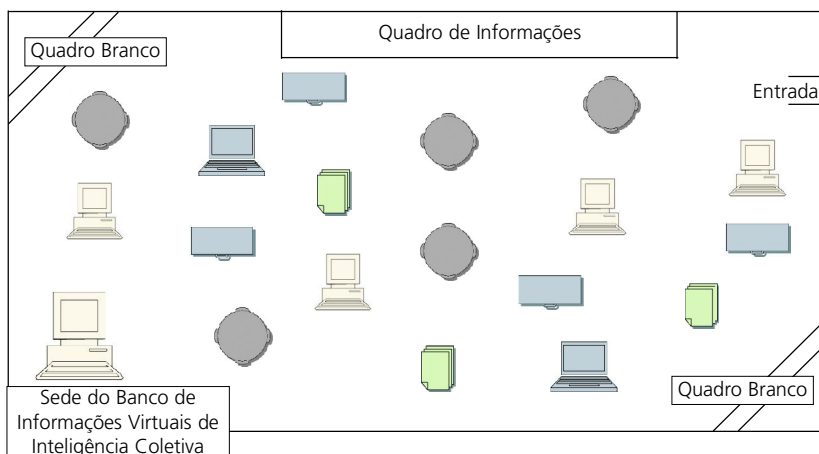 Quadro de Informações
Quadro Branco
Entrada
Quadro Branco
Sede do Banco de
Informações Virtuais de
Inteligência Coletiva